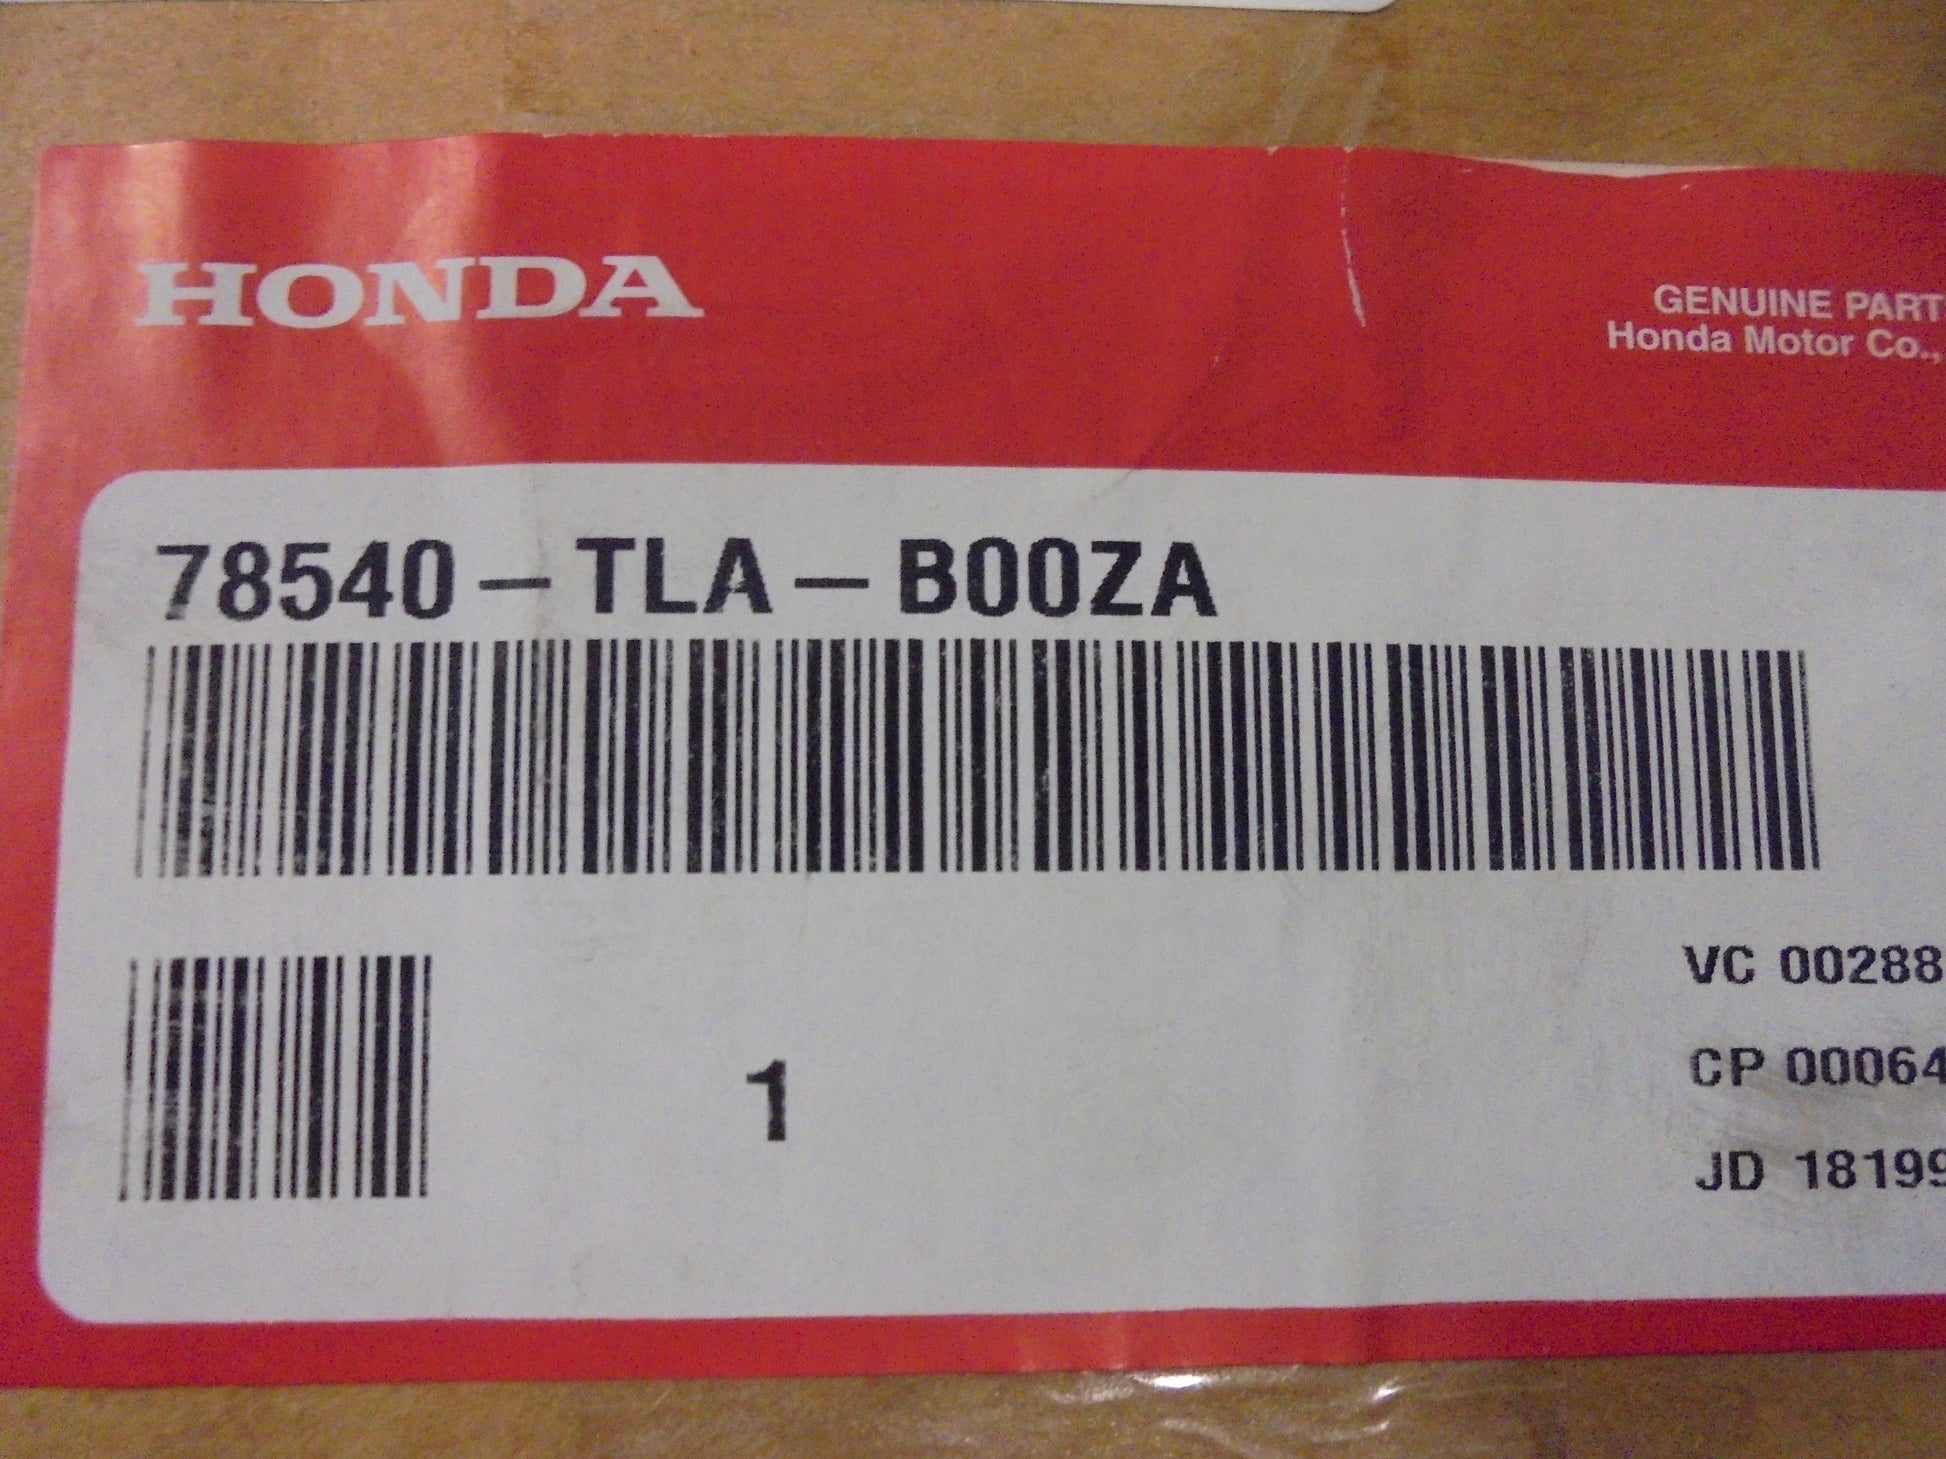 HONDA
GENUINE PART
Honda Motor Co.,
78540-TLA-B00ZA
VC 00288
CP 00064
1
JD 18199